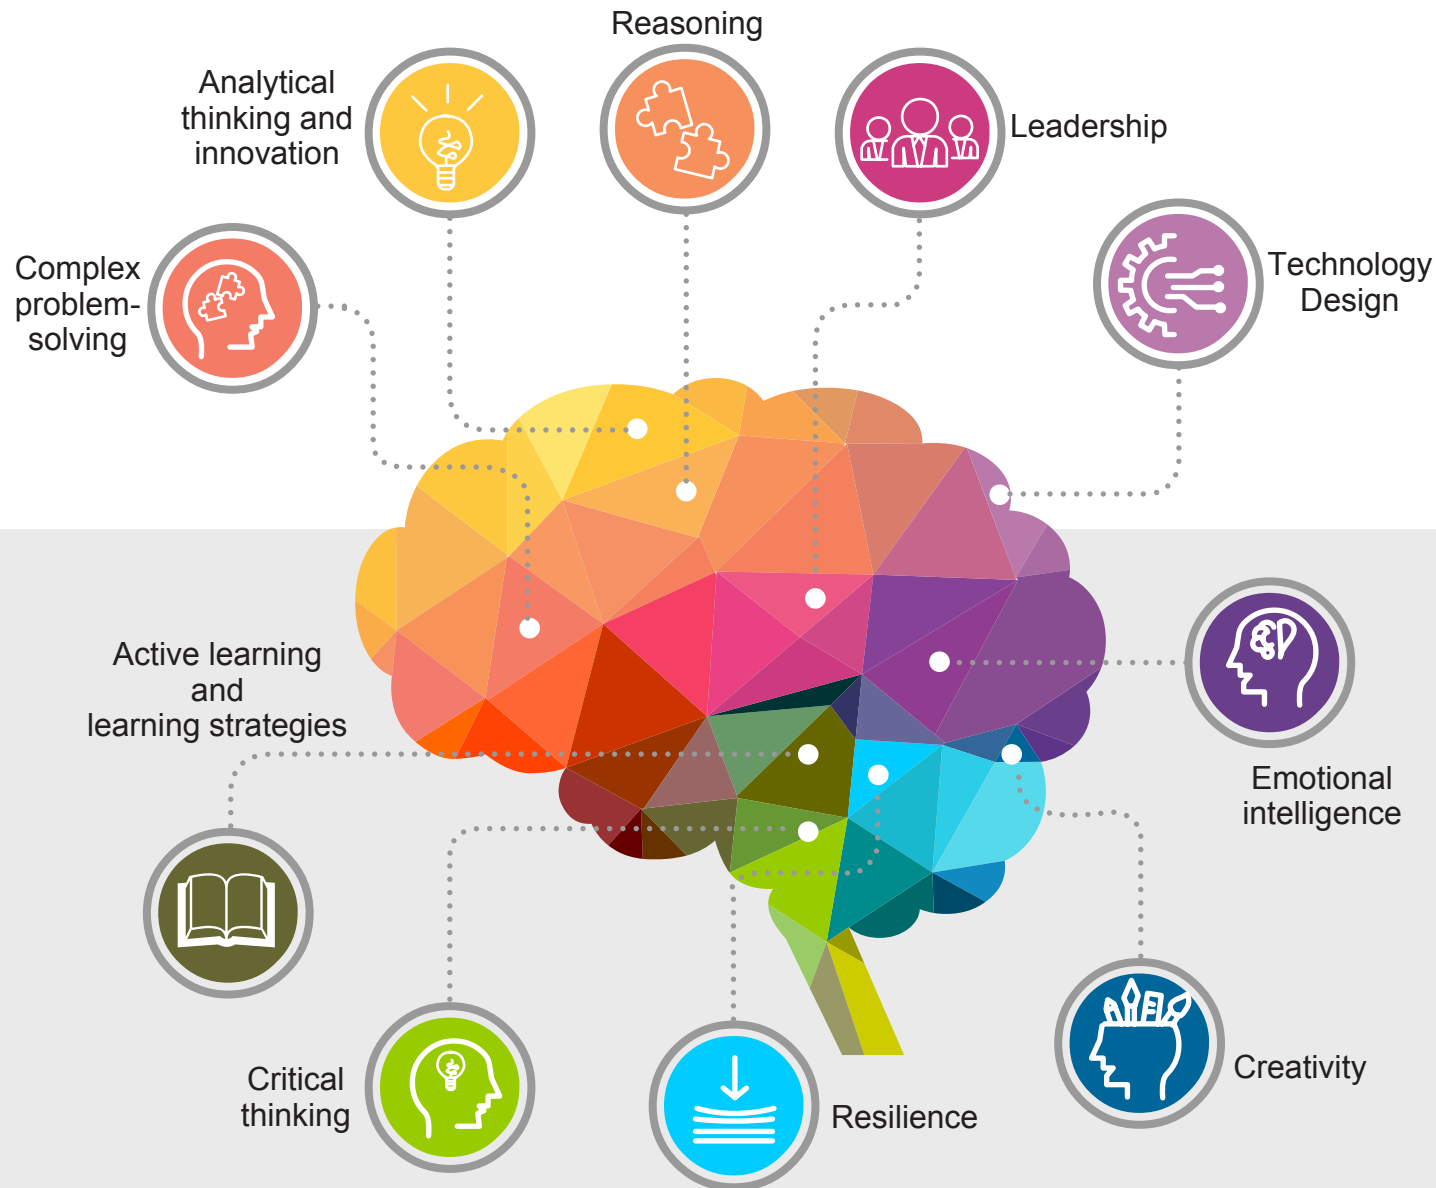 Reasoning
Analytical
thinking and
innovation
Leadership
Complex
problem-
solving
Technology
Design
Active learning
and
learning strategies
Emotional
intelligence
Critical
thinking
Resilience
Creativity